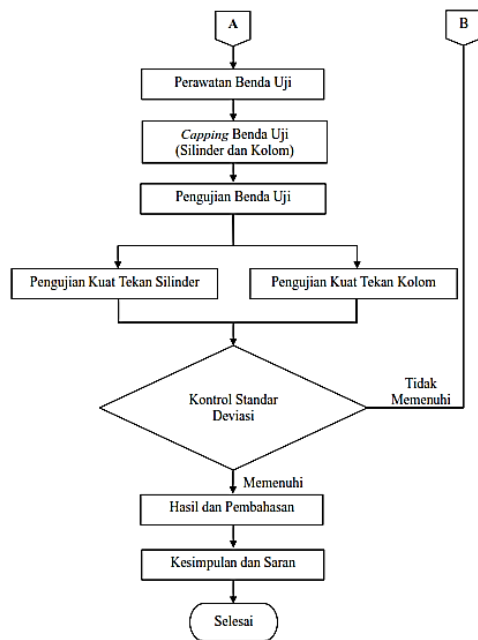 A
B
Perawatan Benda Uji
Capping Benda Uji
(Silinder dan Kolom)
Pengujian Benda Uji
Pengujian Kuat Tekan Silinder
Pengujian Kuat Tekan Kolom
Kontrol Standar
Deviasi
Tidak
Memenuhi
Memenuhi
Hasil dan Pembahasan
Kesimpulan dan Saran
Selesai